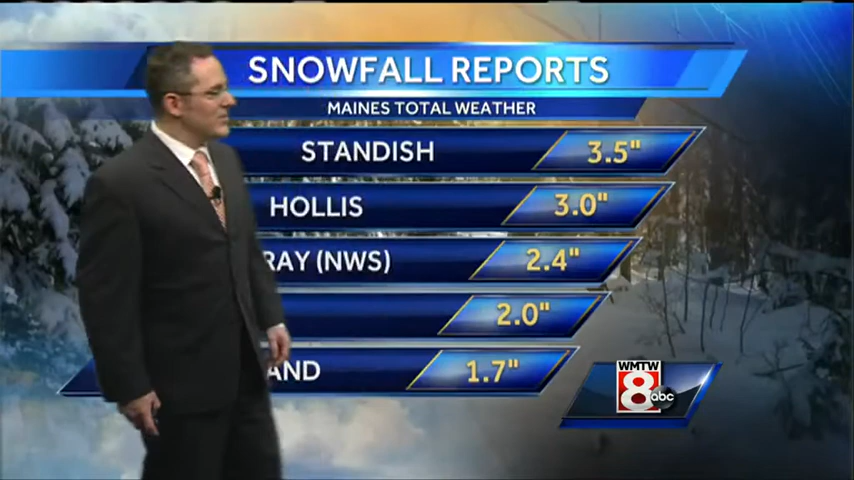 SNOWFALL REPORTS
MAINES TOTAL WEATHER
STANDISH 3.5"
HOLLIS 3.0"
RAY (NWS) 2.4"
2.0"
AND 1.7"
WMTW
8 abc